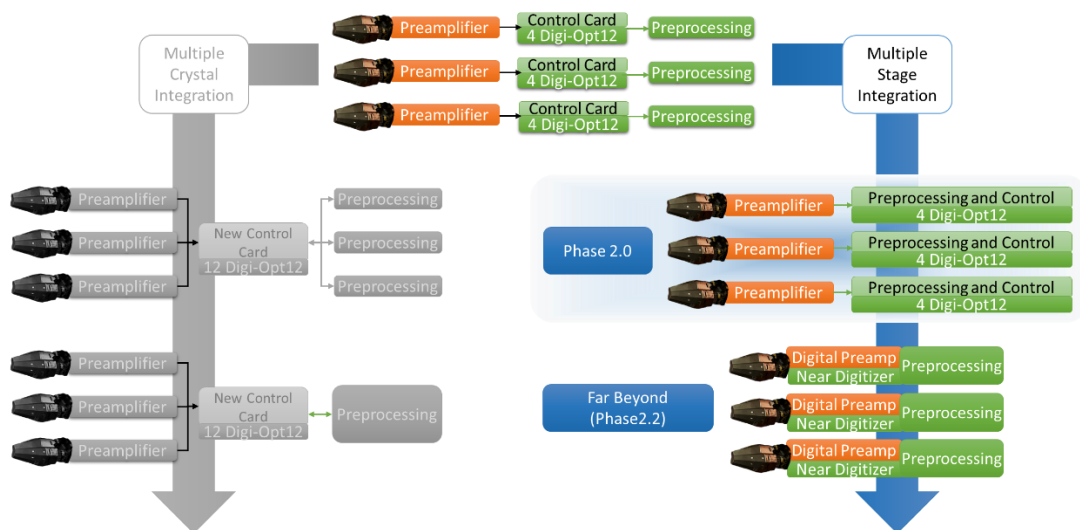 Preamplifier
Control Card
4 Digi-Opt12
Preprocessing
Preamplifier
Control Card
4 Digi-Opt12
Preprocessing
Preamplifier
Control Card
4 Digi-Opt12
Preprocessing
Multiple
Crystal
Integration
Preamplifier
Preamplifier
Preamplifier
New Control
Card
12 Digi-Opt12
Preprocessing
Preprocessing
Preprocessing
Preamplifier
Preamplifier
Preamplifier
New Control
Card
12 Digi-Opt12
Preprocessing
Multiple
Stage
Integration
Phase 2.0
Preamplifier
Preprocessing and Control
4 Digi-Opt12
Preamplifier
Preprocessing and Control
4 Digi-Opt12
Preamplifier
Preprocessing and Control
4 Digi-Opt12
Far Beyond
(Phase2.2)
Digital Preamp
Near Digitizer
Preprocessing
Digital Preamp
Near Digitizer
Preprocessing
Digital Preamp
Near Digitizer
Preprocessing